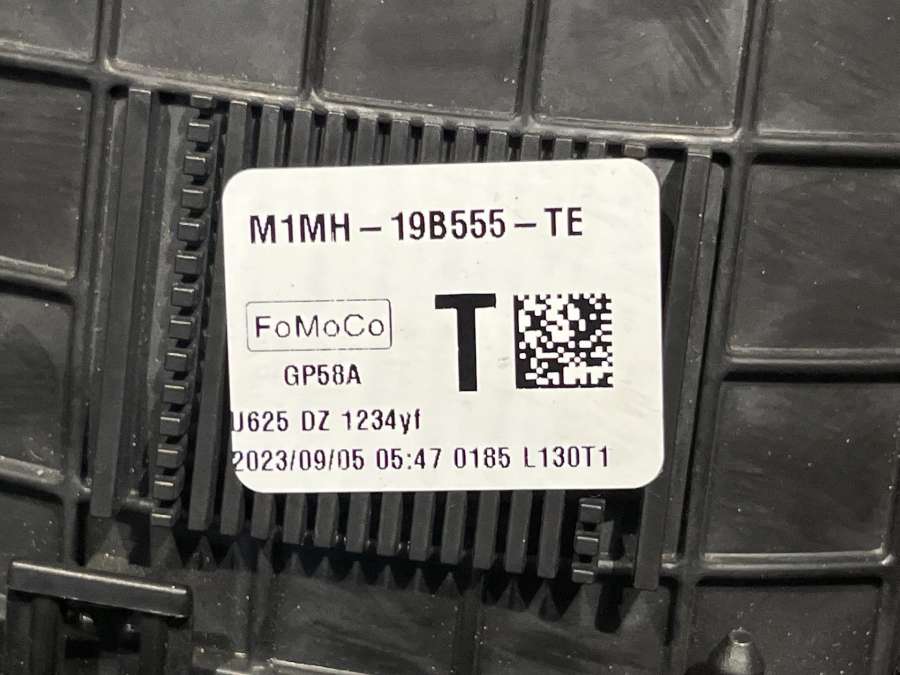 M1MH-19B555-TE
FoMoCo
T
GP58A
U625 DZ 1234yf
2023/09/05 05:47 0185 L130T1